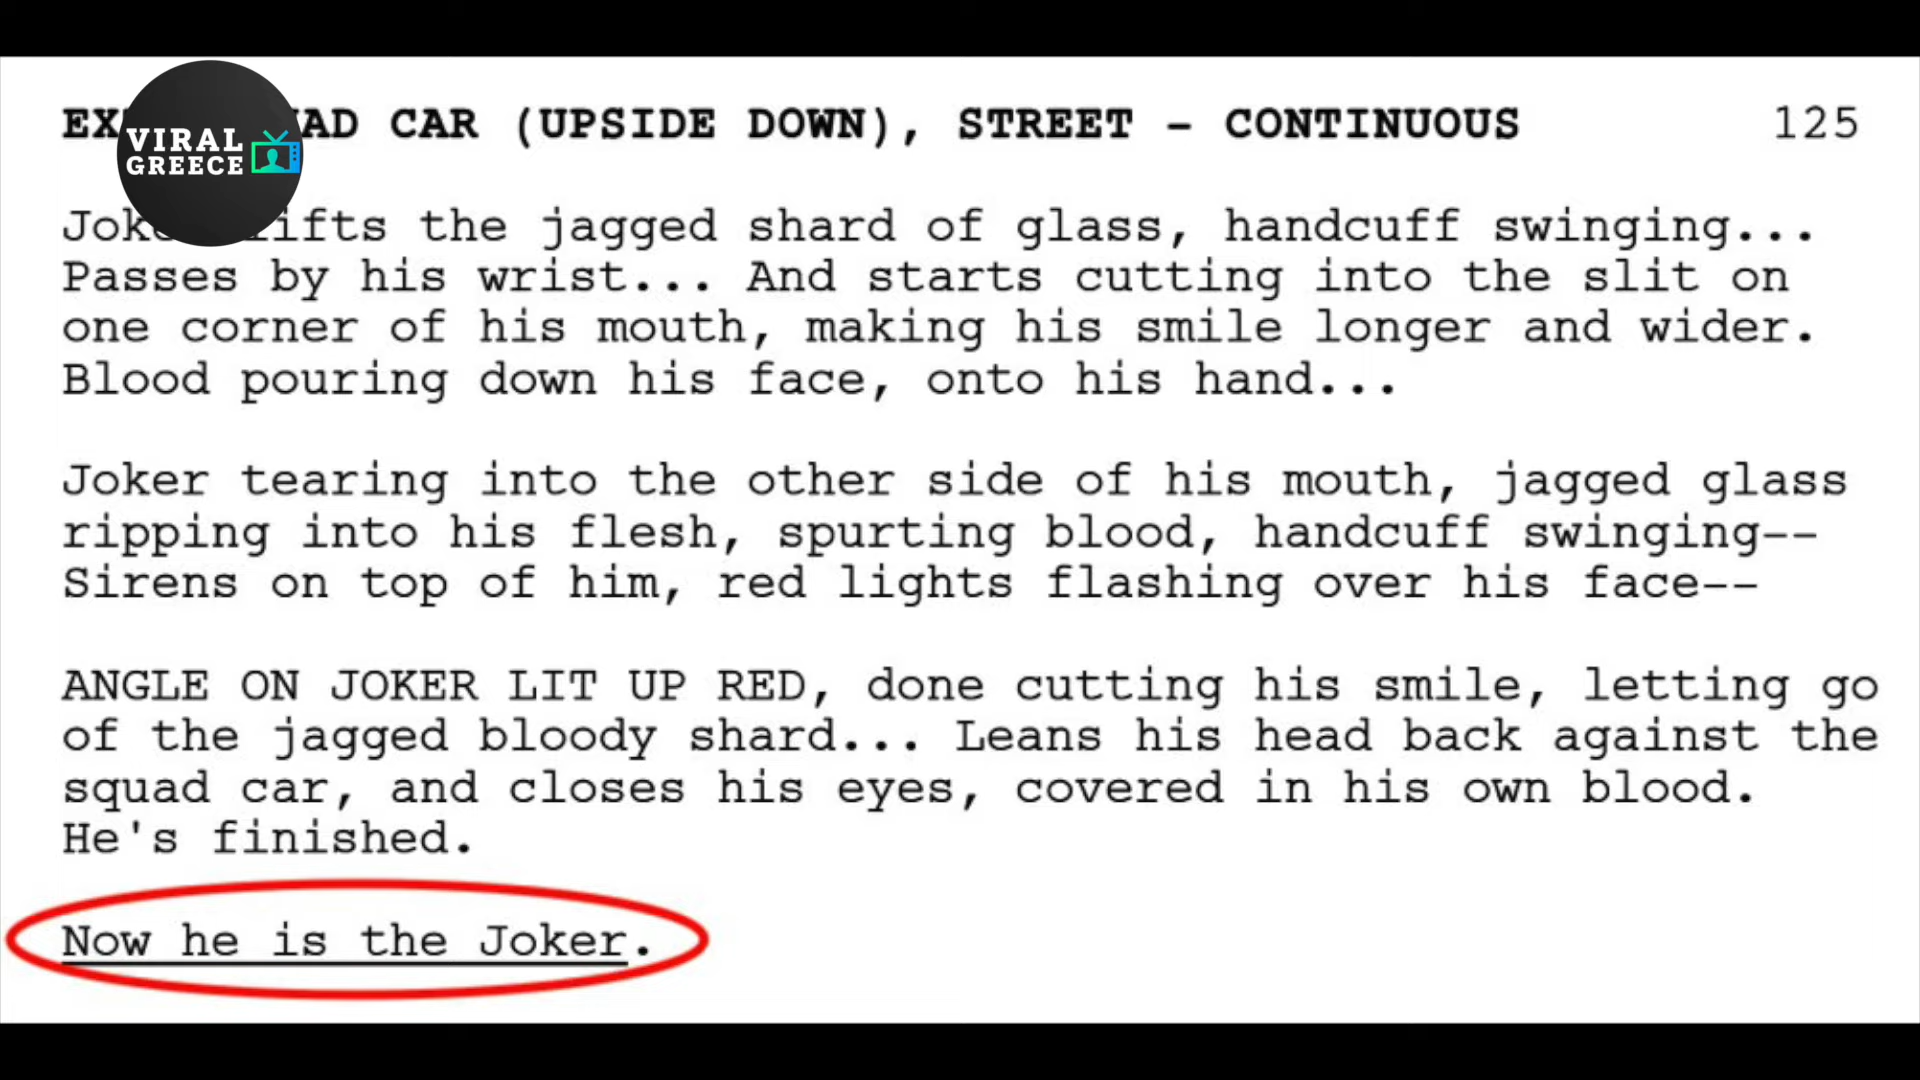 VIRAL
GREECE
EX AD CAR (UPSIDE DOWN), STREET - CONTINUOUS 125
Jok ifts the jagged shard of glass, handcuff swinging...
Passes by his wrist... And starts cutting into the slit on
one corner of his mouth, making his smile longer and wider.
Blood pouring down his face, onto his hand...
Joker tearing into the other side of his mouth, jagged glass
ripping into his flesh, spurting blood, handcuff swinging--
Sirens on top of him, red lights flashing over his face--
ANGLE ON JOKER LIT UP RED, done cutting his smile, letting go
of the jagged bloody shard... Leans his head back against the
squad car, and closes his eyes, covered in his own blood.
He's finished.
Now he is the Joker.